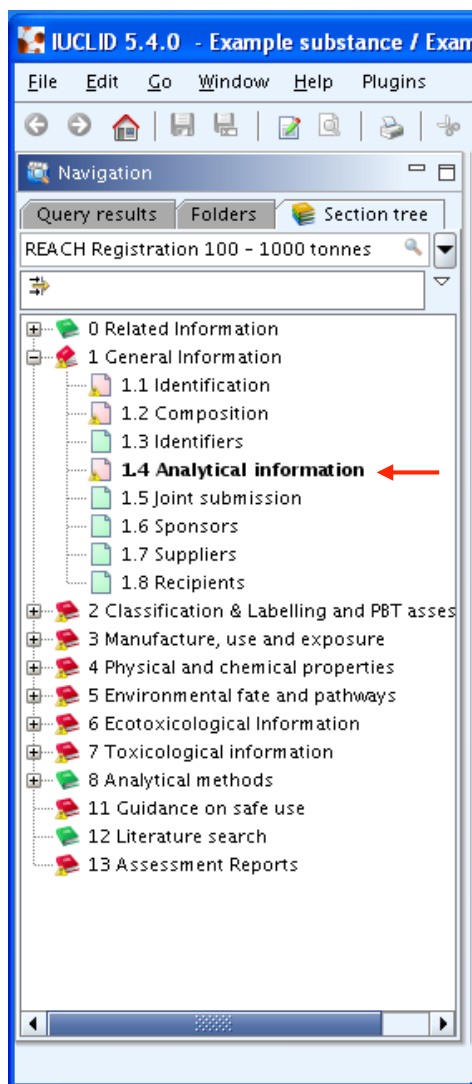 IUCLID 5.4.0 - Example substance / Exam
File Edit Go Window Help Plugins
Navigation
Query results Folders Section tree
REACH Registration 100 - 1000 tonnes
0 Related Information
1 General Information
1.1 Identification
1.2 Composition
1.3 Identifiers
1.4 Analytical information
1.5 Joint submission
1.6 Sponsors
1.7 Suppliers
1.8 Recipients
2 Classification & Labelling and PBT asses
3 Manufacture, use and exposure
4 Physical and chemical properties
5 Environmental fate and pathways
6 Ecotoxicological Information
7 Toxicological information
8 Analytical methods
11 Guidance on safe use
12 Literature search
13 Assessment Reports